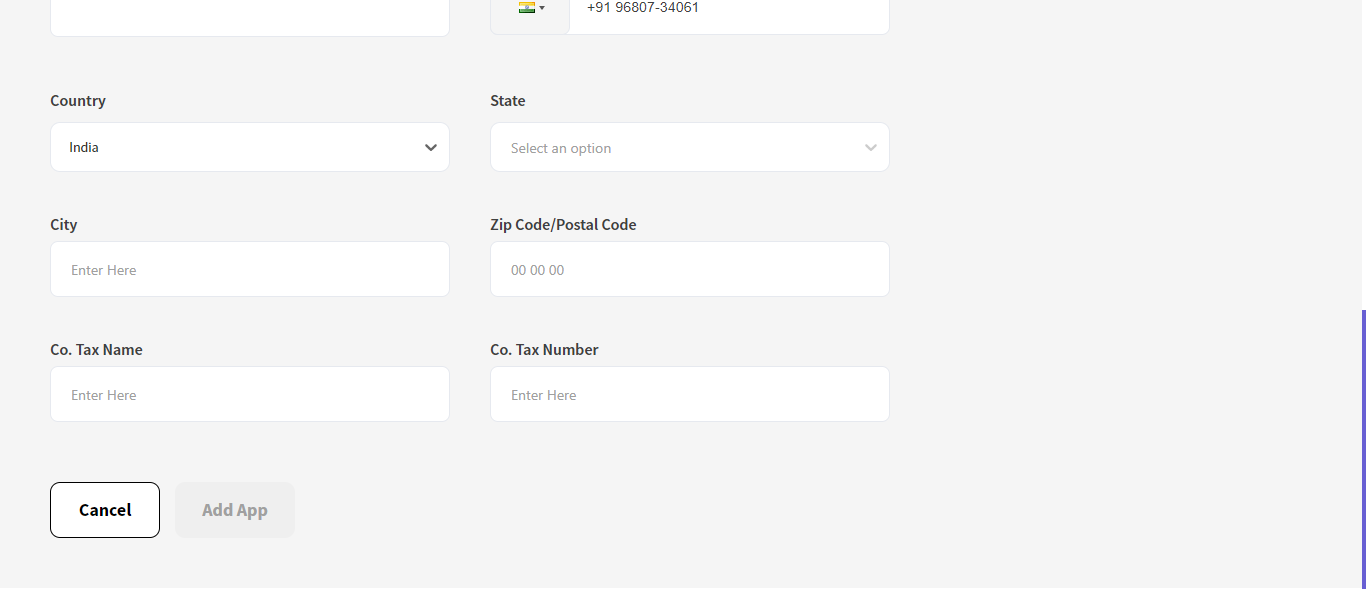 +91 96807-34061
Country
State
India
Select an option
City
Zip Code/Postal Code
Enter Here
00 00 00
Co. Tax Name
Co. Tax Number
Enter Here
Enter Here
Cancel
Add App